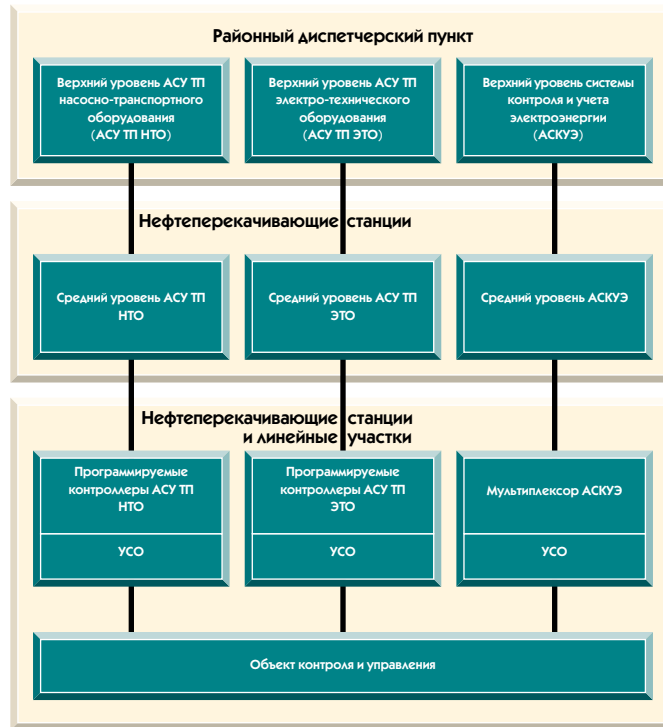 Районный диспетчерский пункт
Верхний уровень АСУ ТП
насосно-транспортного
оборудования
(АСУ ТП НТО)
Верхний уровень АСУ ТП
электро-технического
оборудования
(АСУ ТП ЭТО)
Верхний уровень системы
контроля и учета
электроэнергии
(АСКУЭ)
Нефтеперекачивающие станции
Средний уровень АСУ ТП
НТО
Средний уровень АСУ ТП
ЭТО
Средний уровень АСКУЭ
Нефтеперекачивающие станции
и линейные участки
Программируемые
контроллеры АСУ ТП
НТО
УСО
Программируемые
контроллеры АСУ ТП
ЭТО
УСО
Мультиплексор АСКУЭ
УСО
Объект контроля и управления